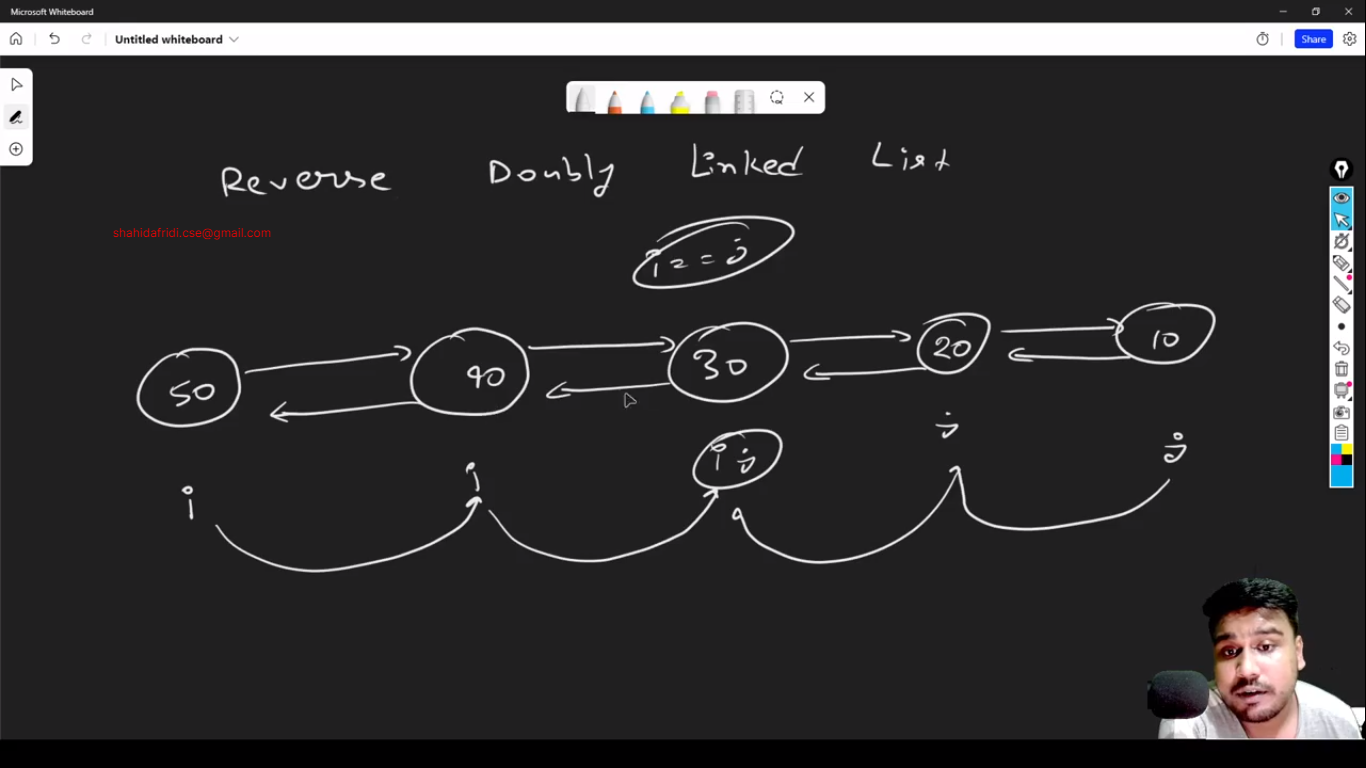 Microsoft Whiteboard
Untitled whiteboard
Share
Reverse Doubly Linked List
shahidafridi.cse@gmail.com
i == j
50 40 30 20 10
i i i j j j